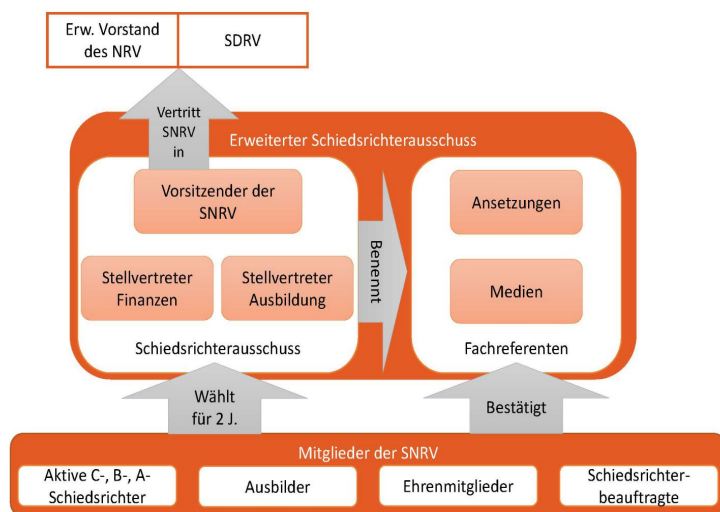 Erw. Vorstand
des NRV
SDRV
Vertritt
SNRV
in
Erweiterter Schiedsrichterausschuss
Vorsitzender der
SNRV
Stellvertreter
Finanzen
Stellvertreter
Ausbildung
Schiedsrichterausschuss
Benennt
Ansetzungen
Medien
Fachreferenten
Wählt
für 2 J.
Bestätigt
Mitglieder der SNRV
Aktive C-, B-, A-
Schiedsrichter
Ausbilder
Ehrenmitglieder
Schiedsrichter-
beauftragte